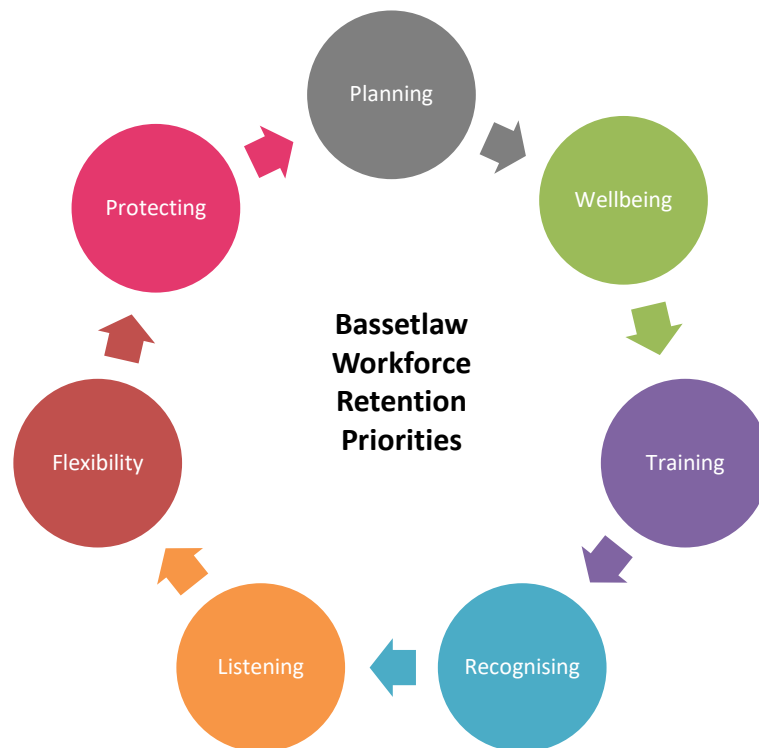 Planning
Wellbeing
Protecting
Bassetlaw
Workforce
Retention
Priorities
Flexibility
Training
Listening
Recognising